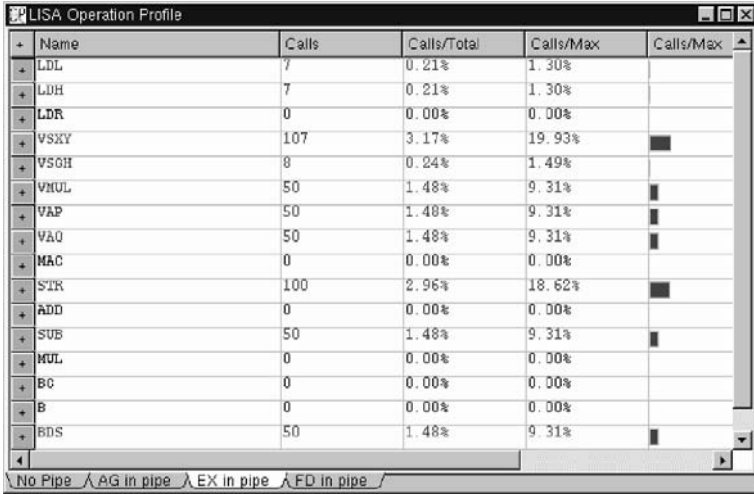 LISA Operation Profile
+ Name Calls Calls/Total Calls/Max Calls/Max
+ LDL 7 0.21% 1.30%
+ LDH 7 0.21% 1.30%
+ LDR 0 0.00% 0.00%
+ VSXY 107 3.17% 19.93%
+ VSGH 8 0.24% 1.49%
+ VMUL 50 1.48% 9.31%
+ VAP 50 1.48% 9.31%
+ VAQ 50 1.48% 9.31%
+ MAC 0 0.00% 0.00%
+ STR 100 2.96% 18.62%
+ ADD 0 0.00% 0.00%
+ SUB 50 1.48% 9.31%
+ MUL 0 0.00% 0.00%
+ BC 0 0.00% 0.00%
+ B 0 0.00% 0.00%
+ BDS 50 1.48% 9.31%
No Pipe AG in pipe EX in pipe FD in pipe